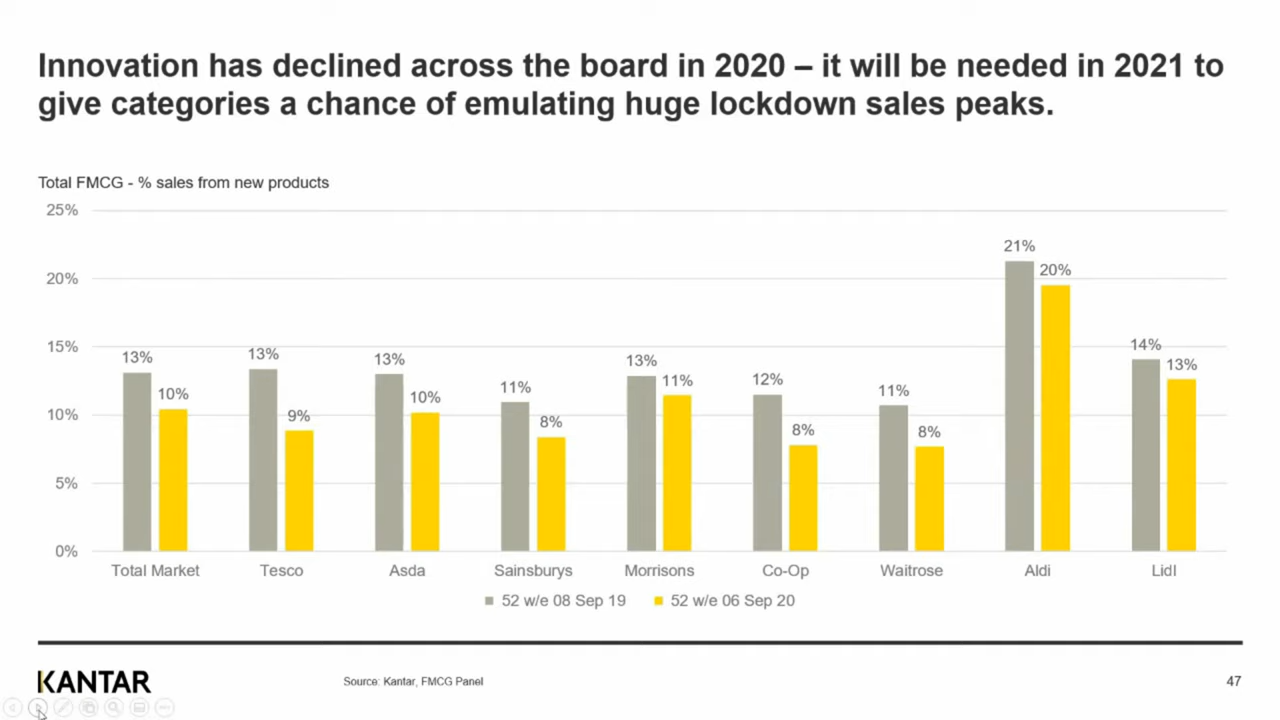 Innovation has declined across the board in 2020 – it will be needed in 2021 to
give categories a chance of emulating huge lockdown sales peaks.
Total FMCG - % sales from new products
25%
20%
15%
10%
5%
0%
13% 10%
13% 9%
13% 10%
11% 8%
13% 11%
12% 8%
11% 8%
21% 20%
14% 13%
Total Market Tesco Asda Sainsburys Morrisons Co-Op Waitrose Aldi Lidl
52 w/e 08 Sep 19 52 w/e 06 Sep 20
KANTAR
Source: Kantar, FMCG Panel
47